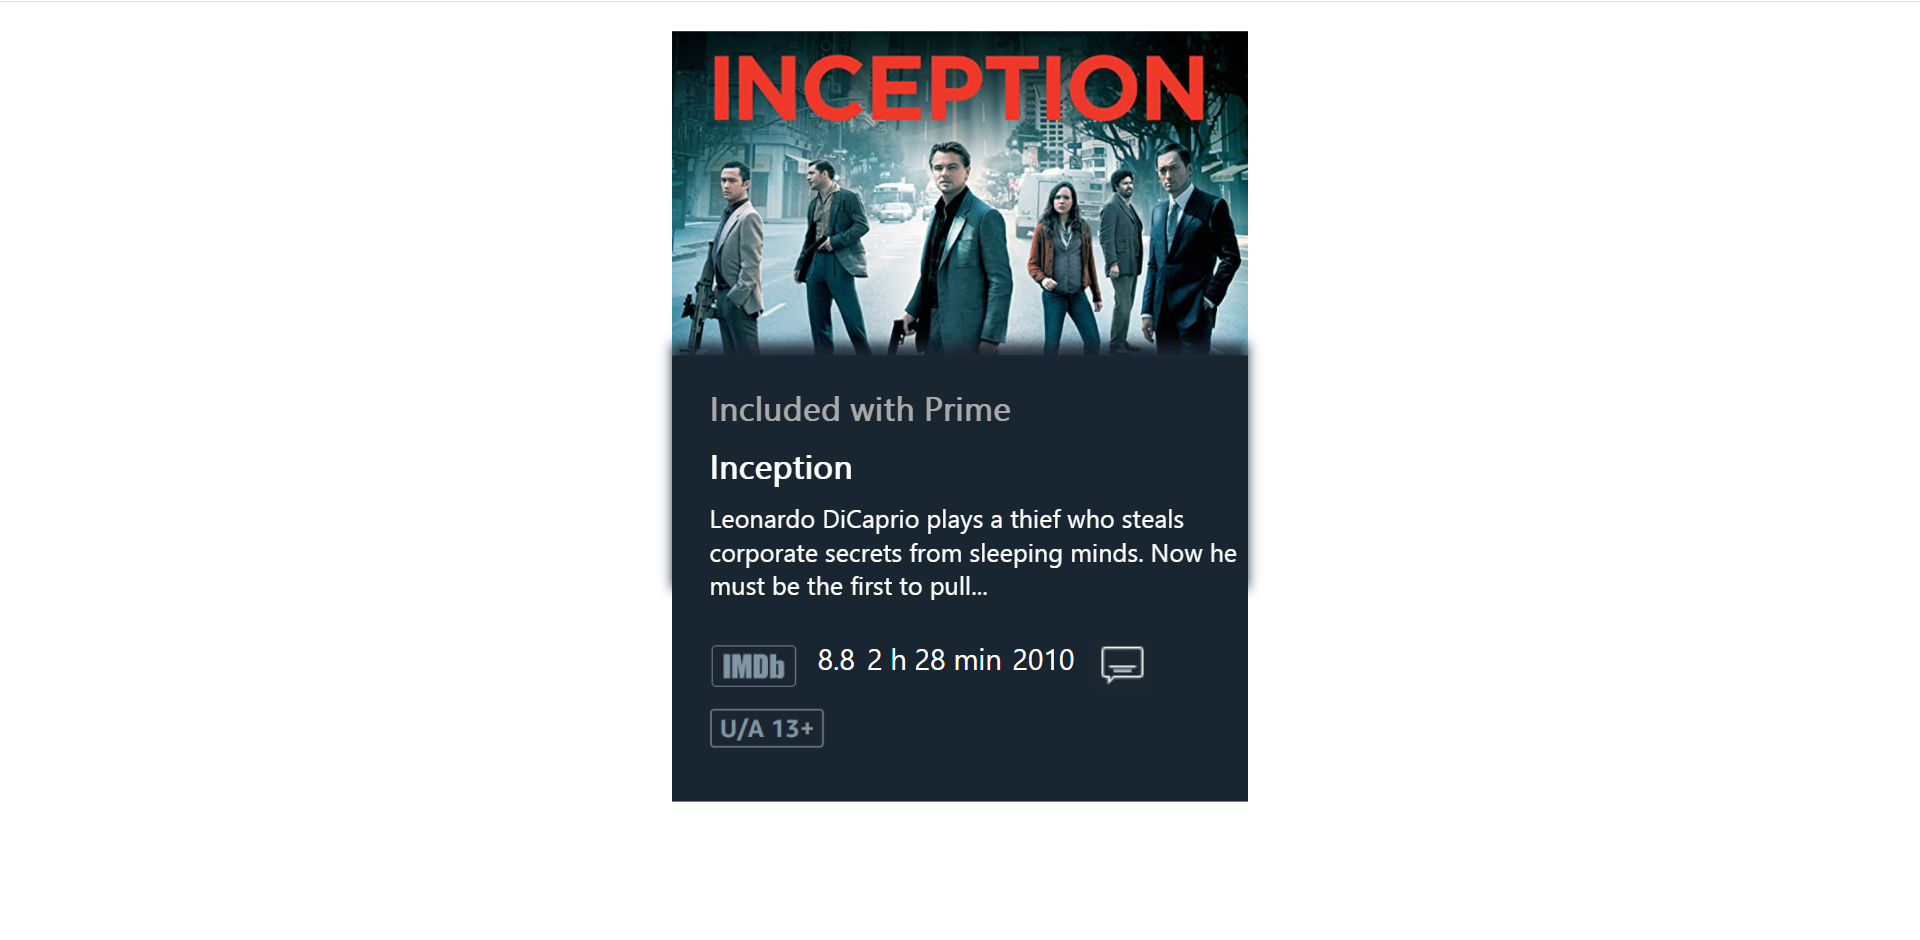 INCEPTION
Included with Prime
Inception
Leonardo DiCaprio plays a thief who steals
corporate secrets from sleeping minds. Now he
must be the first to pull...
IMDb 8.8 2 h 28 min 2010
U/A 13+